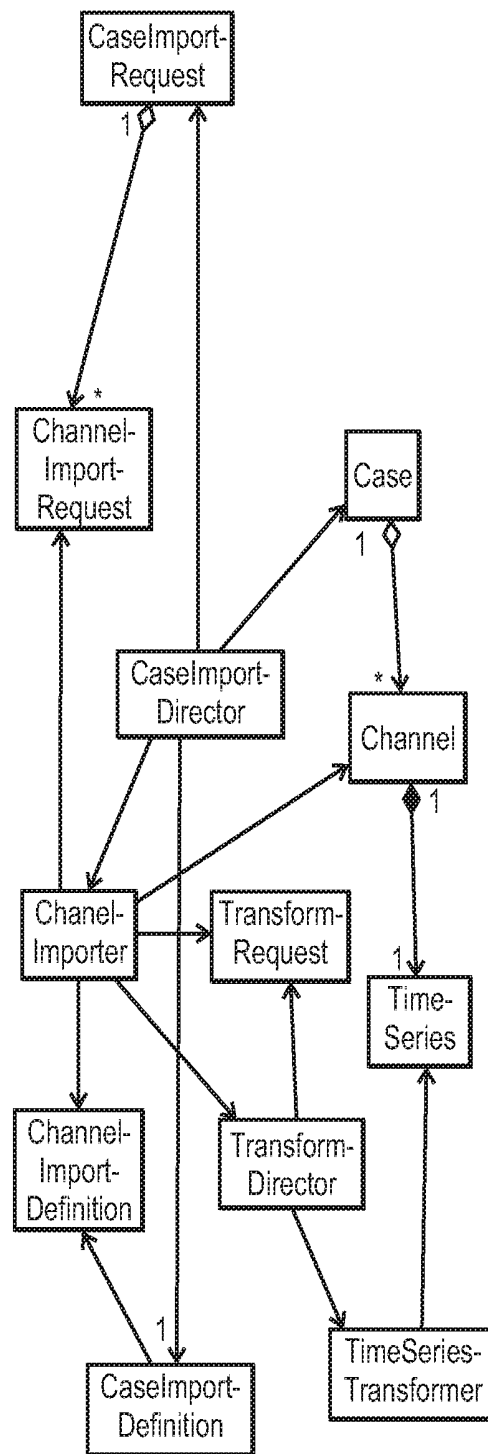 CaseImport-
Request
1
*
Channel-
Import-
Request
Case
1
CaseImport-
Director
*
Channel
1
Chanel-
Importer
Transform-
Request
1
Time-
Series
Channel-
Import-
Definition
Transform-
Director
1
CaseImport-
Definition
TimeSeries-
Transformer